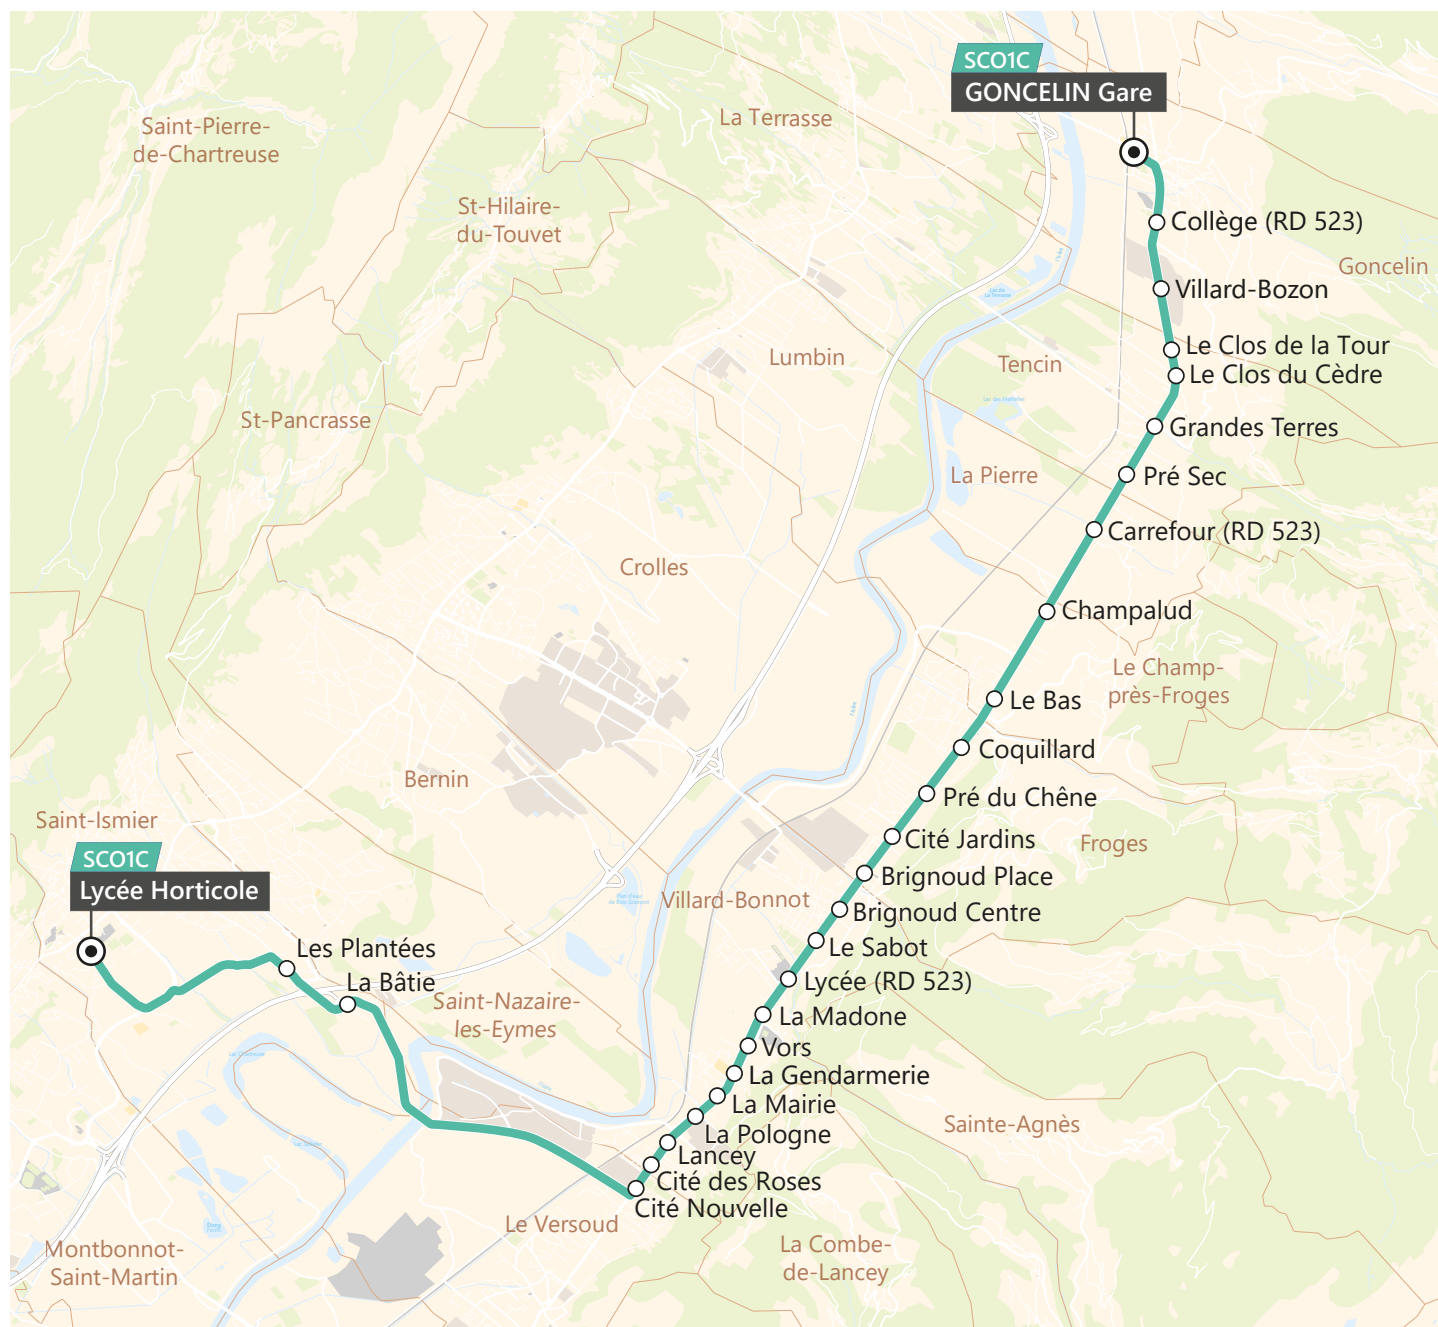 SCO1C
GONCELIN Gare
La Terrasse
Saint-Pierre-
de-Chartreuse
St-Hilaire-
du-Touvet
Collège (RD 523)
Goncelin
Villard-Bozon
Lumbin
Tencin
Le Clos de la Tour
Le Clos du Cèdre
St-Pancrasse
Grandes Terres
La Pierre
Pré Sec
Carrefour (RD 523)
Crolles
Champalud
Le Champ-
près-Froges
Le Bas
Coquillard
Bernin
Pré du Chêne
Saint-Ismier
Cité Jardins
Froges
SCO1C
Lycée Horticole
Brignoud Place
Villard-Bonnot
Brignoud Centre
Le Sabot
Les Plantées
La Bâtie
Lycée (RD 523)
Saint-Nazaire-
les-Eymes
La Madone
Vors
La Gendarmerie
La Mairie
Sainte-Agnès
La Pologne
Lancey
Cité des Roses
Cité Nouvelle
Le Versoud
La Combe-
de-Lancey
Montbonnot-
Saint-Martin